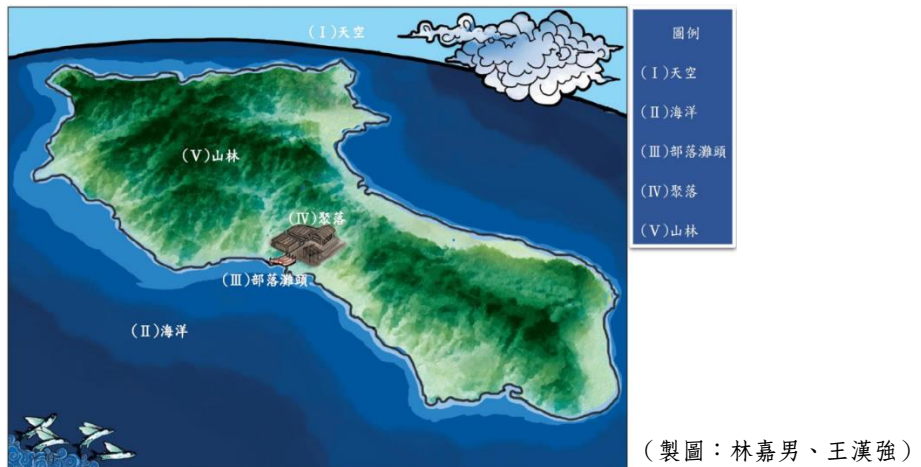 (Ⅰ)天空
(Ⅴ)山林
(Ⅳ)聚落
(Ⅲ)部落灘頭
(Ⅱ)海洋
圖例
(Ⅰ)天空
(Ⅱ)海洋
(Ⅲ)部落灘頭
(Ⅳ)聚落
(Ⅴ)山林
(製圖：林嘉男、王漢強)